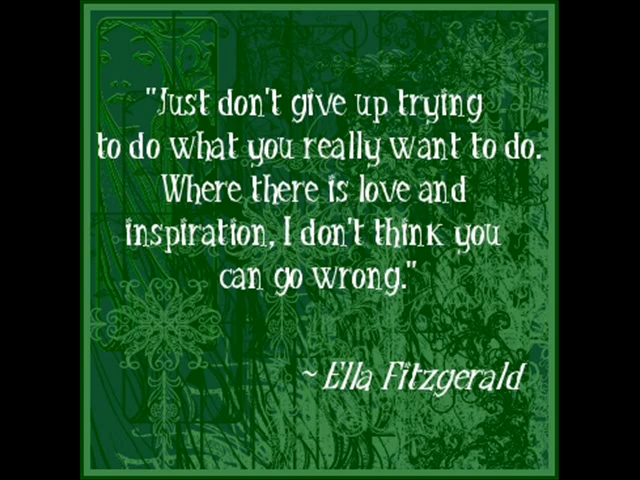 "Just don't give up trying
to do what you really want to do.
Where there is love and
inspiration, I don't think you
can go wrong."
~ Ella Fitzgerald